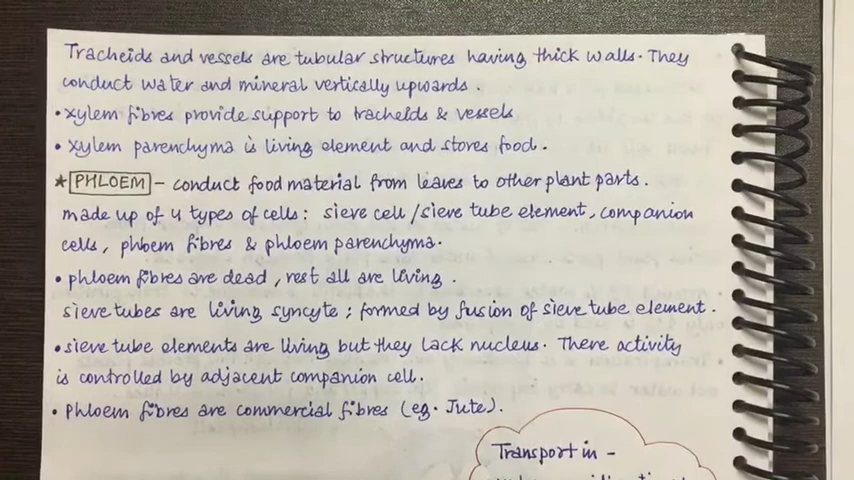 Tracheids and vessels are tubular structures having thick walls. They
conduct water and mineral vertically upwards.
• xylem fibres provide support to tracheids & vessels
• xylem parenchyma is living element and stores food.
★ PHLOEM - conduct food material from leaves to other plant parts.
made up of 4 types of cells: sieve cell/sieve tube element, companion
cells, phloem fibres & phloem parenchyma.
• phloem fibres are dead, rest all are living.
sieve tubes are living syncyte; formed by fusion of sieve tube element.
• sieve tube elements are living but they lack nucleus. There activity
is controlled by adjacent companion cell.
• Phloem fibres are commercial fibres (eg. Jute).
Transport in -